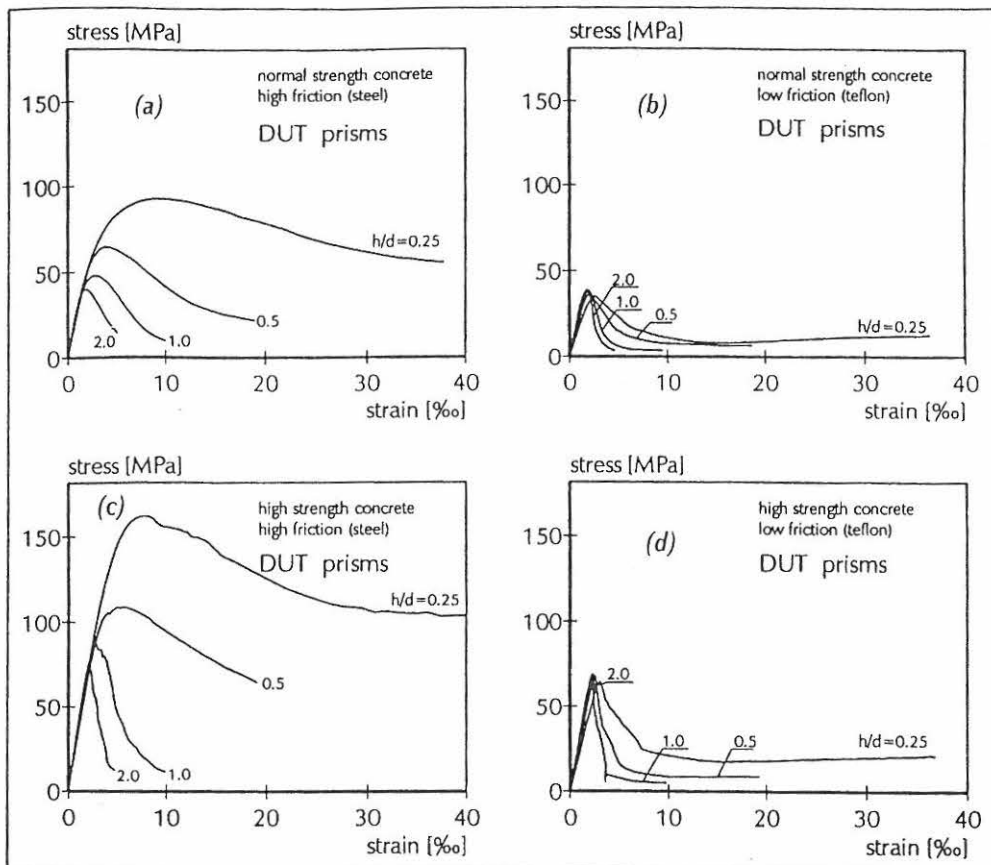 stress [MPa]
150
100
50
0
(a)
normal strength concrete
high friction (steel)
DUT prisms
h/d=0.25
0.5
1.0
2.0
0 10 20 30 40
strain [‰]
stress [MPa]
150
100
50
0
(b)
normal strength concrete
low friction (teflon)
DUT prisms
2.0
1.0
0.5
h/d=0.25
0 10 20 30 40
strain [‰]
stress [MPa]
150
100
50
0
(c)
high strength concrete
high friction (steel)
DUT prisms
h/d=0.25
0.5
2.0
1.0
0 10 20 30 40
strain [‰]
stress [MPa]
150
100
50
0
(d)
high strength concrete
low friction (teflon)
DUT prisms
2.0
1.0
0.5
h/d=0.25
0 10 20 30 40
strain [‰]